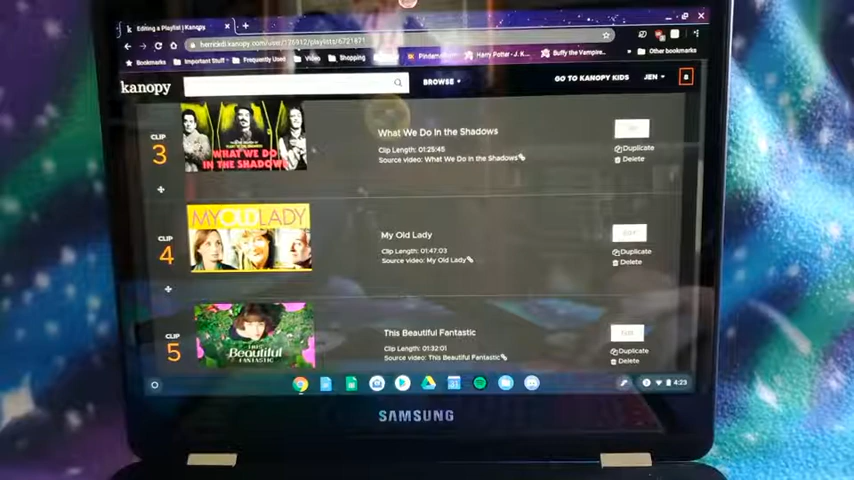 Editing a Playlist | Kanopy
Bookmarks Important Stuff Frequently Used Video Shopping Harry Potter - J. K. Buffy the Vampire... Other bookmarks
kanopy BROWSE GO TO KANOPY KIDS JEN 8
CLIP
3
WHAT WE DO IN THE SHADOWS
What We Do In the Shadows
Clip Length: 01:25:45
Source video: What We Do In the Shadows
Duplicate
Delete
CLIP
4
MY OLD LADY
My Old Lady
Clip Length: 01:47:03
Source video: My Old Lady
Duplicate
Delete
CLIP
5
THIS
Beautiful
FANTASTIC
This Beautiful Fantastic
Clip Length: 01:32:01
Source video: This Beautiful Fantastic
Edit
Duplicate
Delete
31
4:23
SAMSUNG